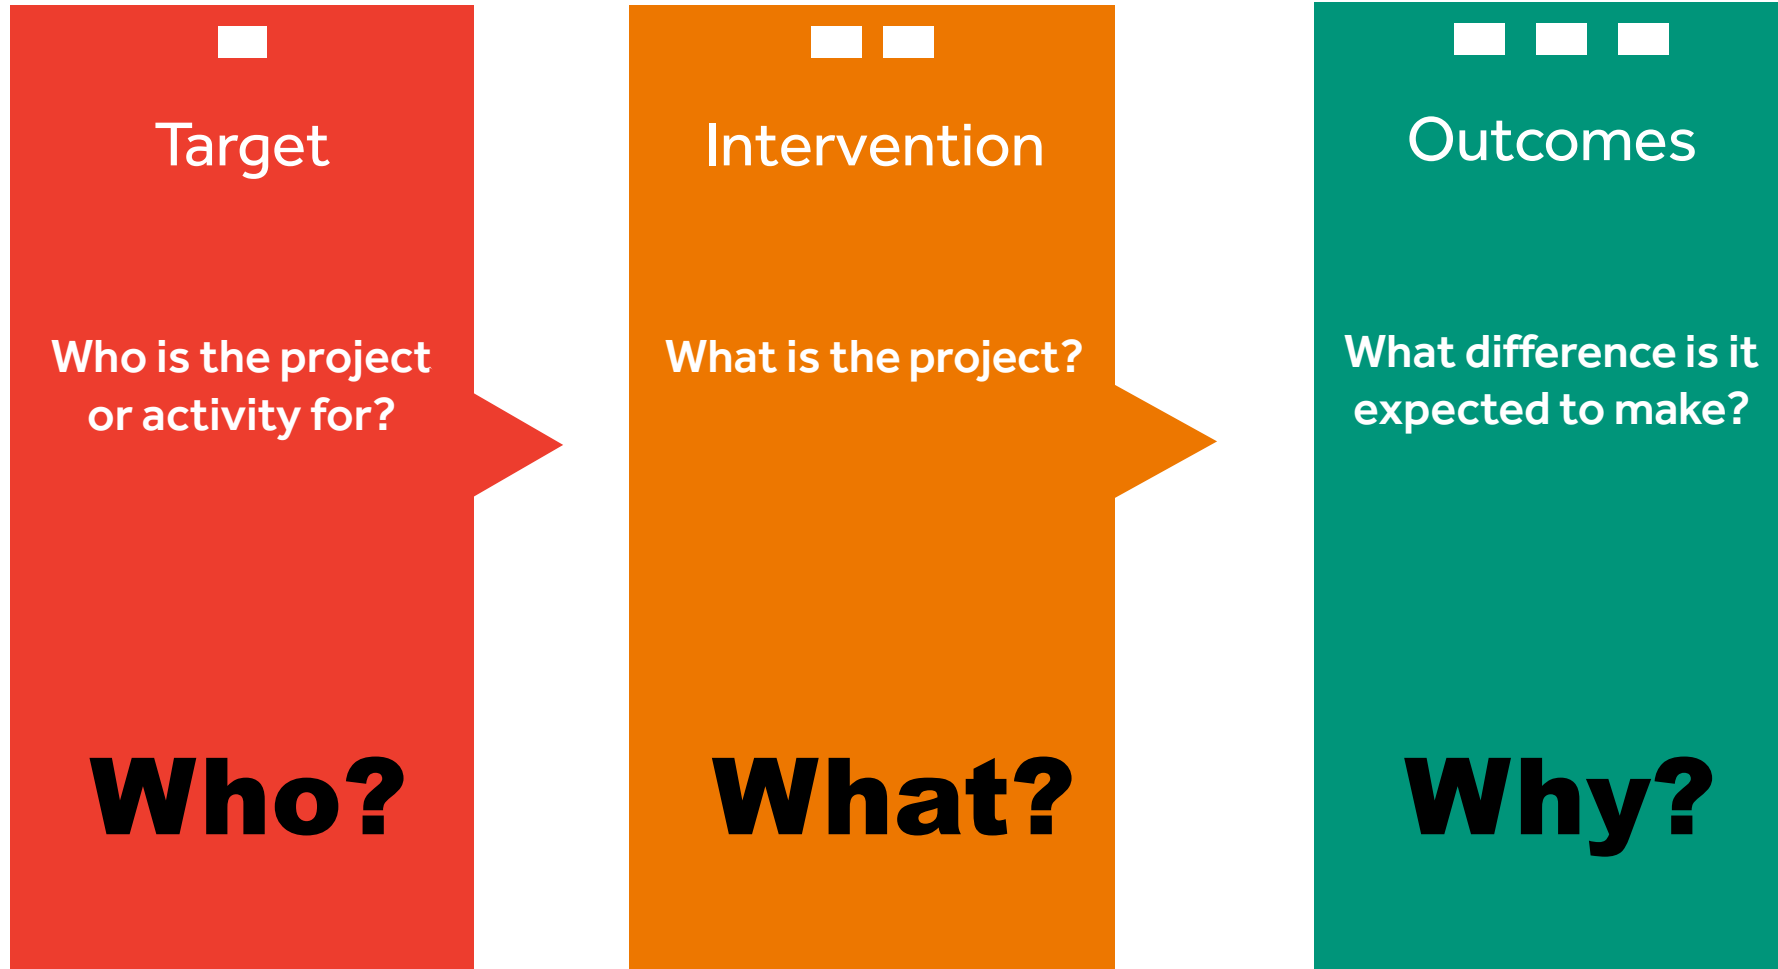 Target
Who is the project
or activity for?
Who?
Intervention
What is the project?
What?
Outcomes
What difference is it
expected to make?
Why?